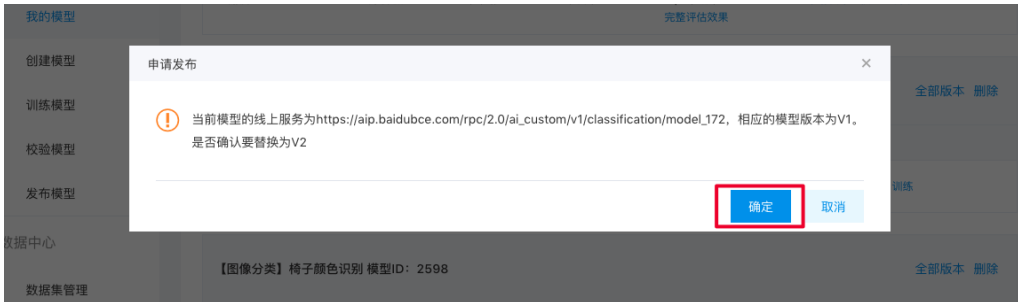 我的模型
完整评估效果
创建模型
申请发布
全部版本 删除
训练模型
当前模型的线上服务为https://aip.baidubce.com/rpc/2.0/ai_custom/v1/classification/model_172，相应的模型版本为V1。
是否确认要替换为V2
校验模型
发布模型
训练
确定
取消
数据中心
【图像分类】椅子颜色识别 模型ID：2598
全部版本 删除
数据集管理